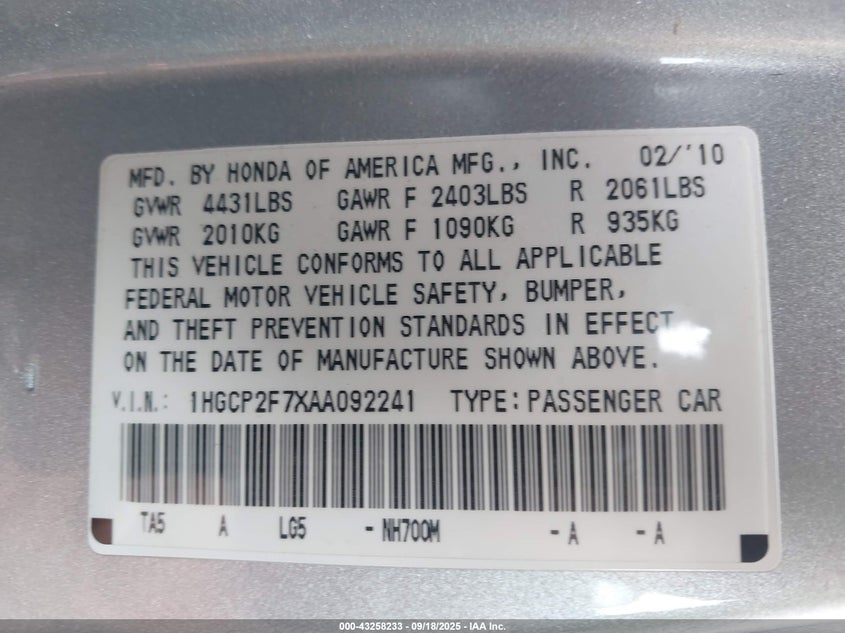 MFD. BY HONDA OF AMERICA MFG., INC. 02/'10
GVWR 4431LBS GAWR F 2403LBS R 2061LBS
GVWR 2010KG GAWR F 1090KG R 935KG
THIS VEHICLE CONFORMS TO ALL APPLICABLE
FEDERAL MOTOR VEHICLE SAFETY, BUMPER,
AND THEFT PREVENTION STANDARDS IN EFFECT
ON THE DATE OF MANUFACTURE SHOWN ABOVE.
V.I.N.: 1HGCP2F7XAA092241 TYPE: PASSENGER CAR
TA5 A LG5 - NH700M - A - A
000-43258233 - 09/18/2025 - IAA Inc.